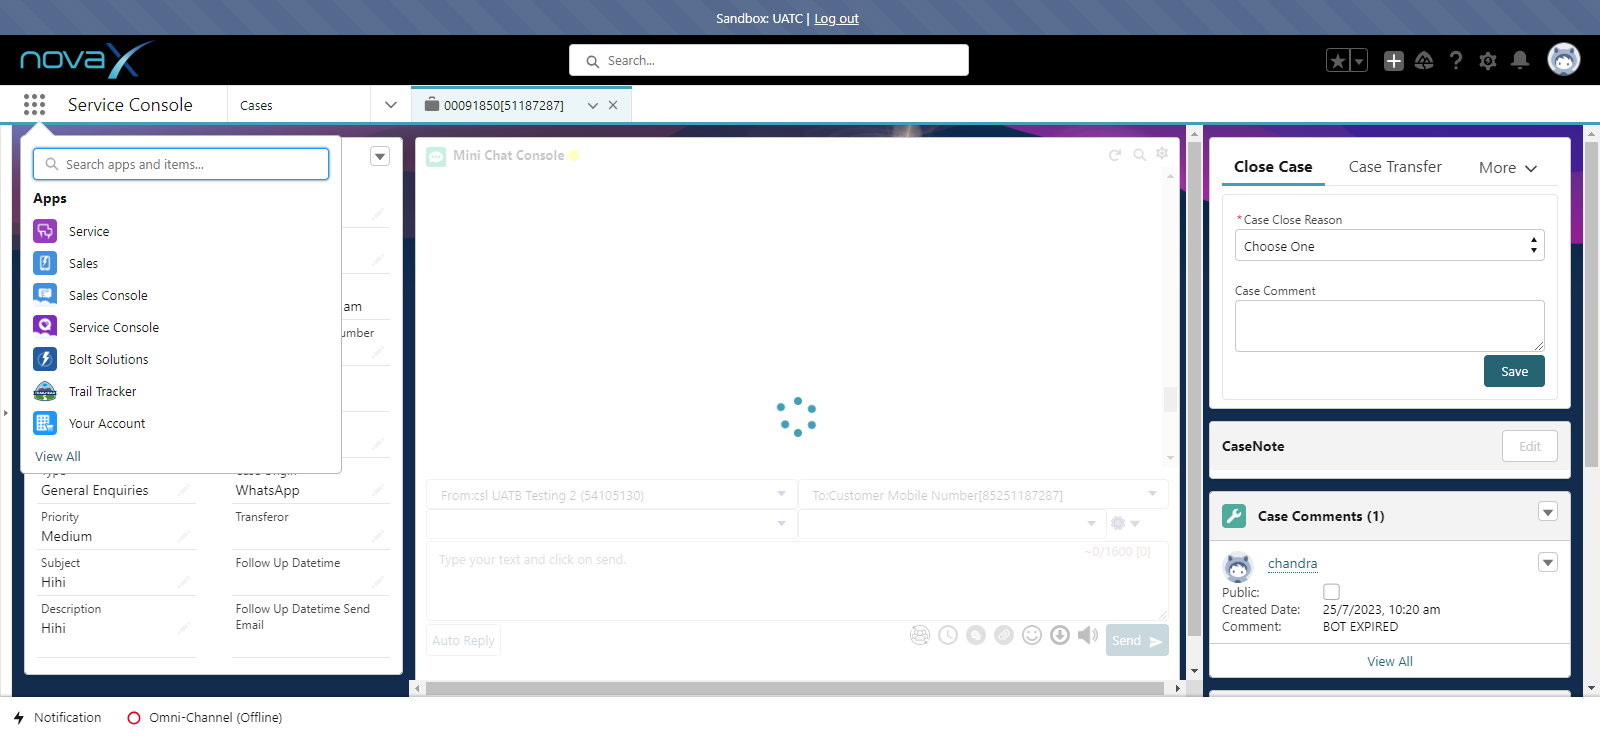 Sandbox: UATC | Log out
novaX
Search...
Service Console
Cases
00091850[51187287]
Search apps and items...
Apps
Service
Sales
Sales Console
Service Console
Bolt Solutions
Trail Tracker
Your Account
View All
am
umber
General Enquiries
WhatsApp
Priority
Transferor
Medium
Subject
Follow Up Datetime
Hihi
Description
Follow Up Datetime Send
Email
Hihi
Mini Chat Console
From:csl UATB Testing 2 (54105130)
To:Customer Mobile Number[85251187287]
Type your text and click on send.
~0/1600 [0]
Auto Reply
Send
Close Case
Case Transfer
More
*Case Close Reason
Choose One
Case Comment
Save
CaseNote
Edit
Case Comments (1)
chandra
Public:
Created Date: 25/7/2023, 10:20 am
Comment: BOT EXPIRED
View All
Notification
Omni-Channel (Offline)